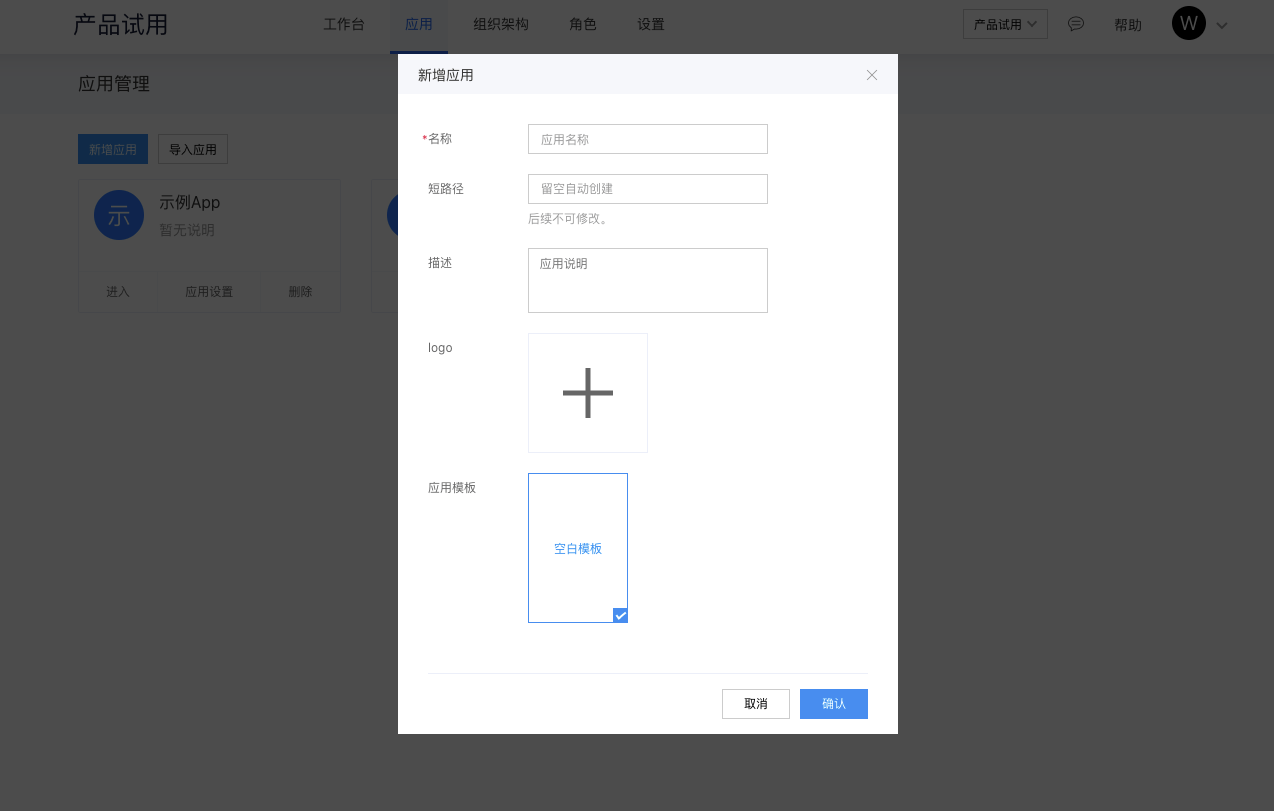 产品试用
工作台 应用 组织架构 角色 设置
产品试用
帮助
W
应用管理
新增应用 导入应用
示
示例App
暂无说明
进入 应用设置 删除
新增应用
*名称 应用名称
短路径 留空自动创建
后续不可修改。
描述 应用说明
logo
应用模板
空白模板
取消 确认